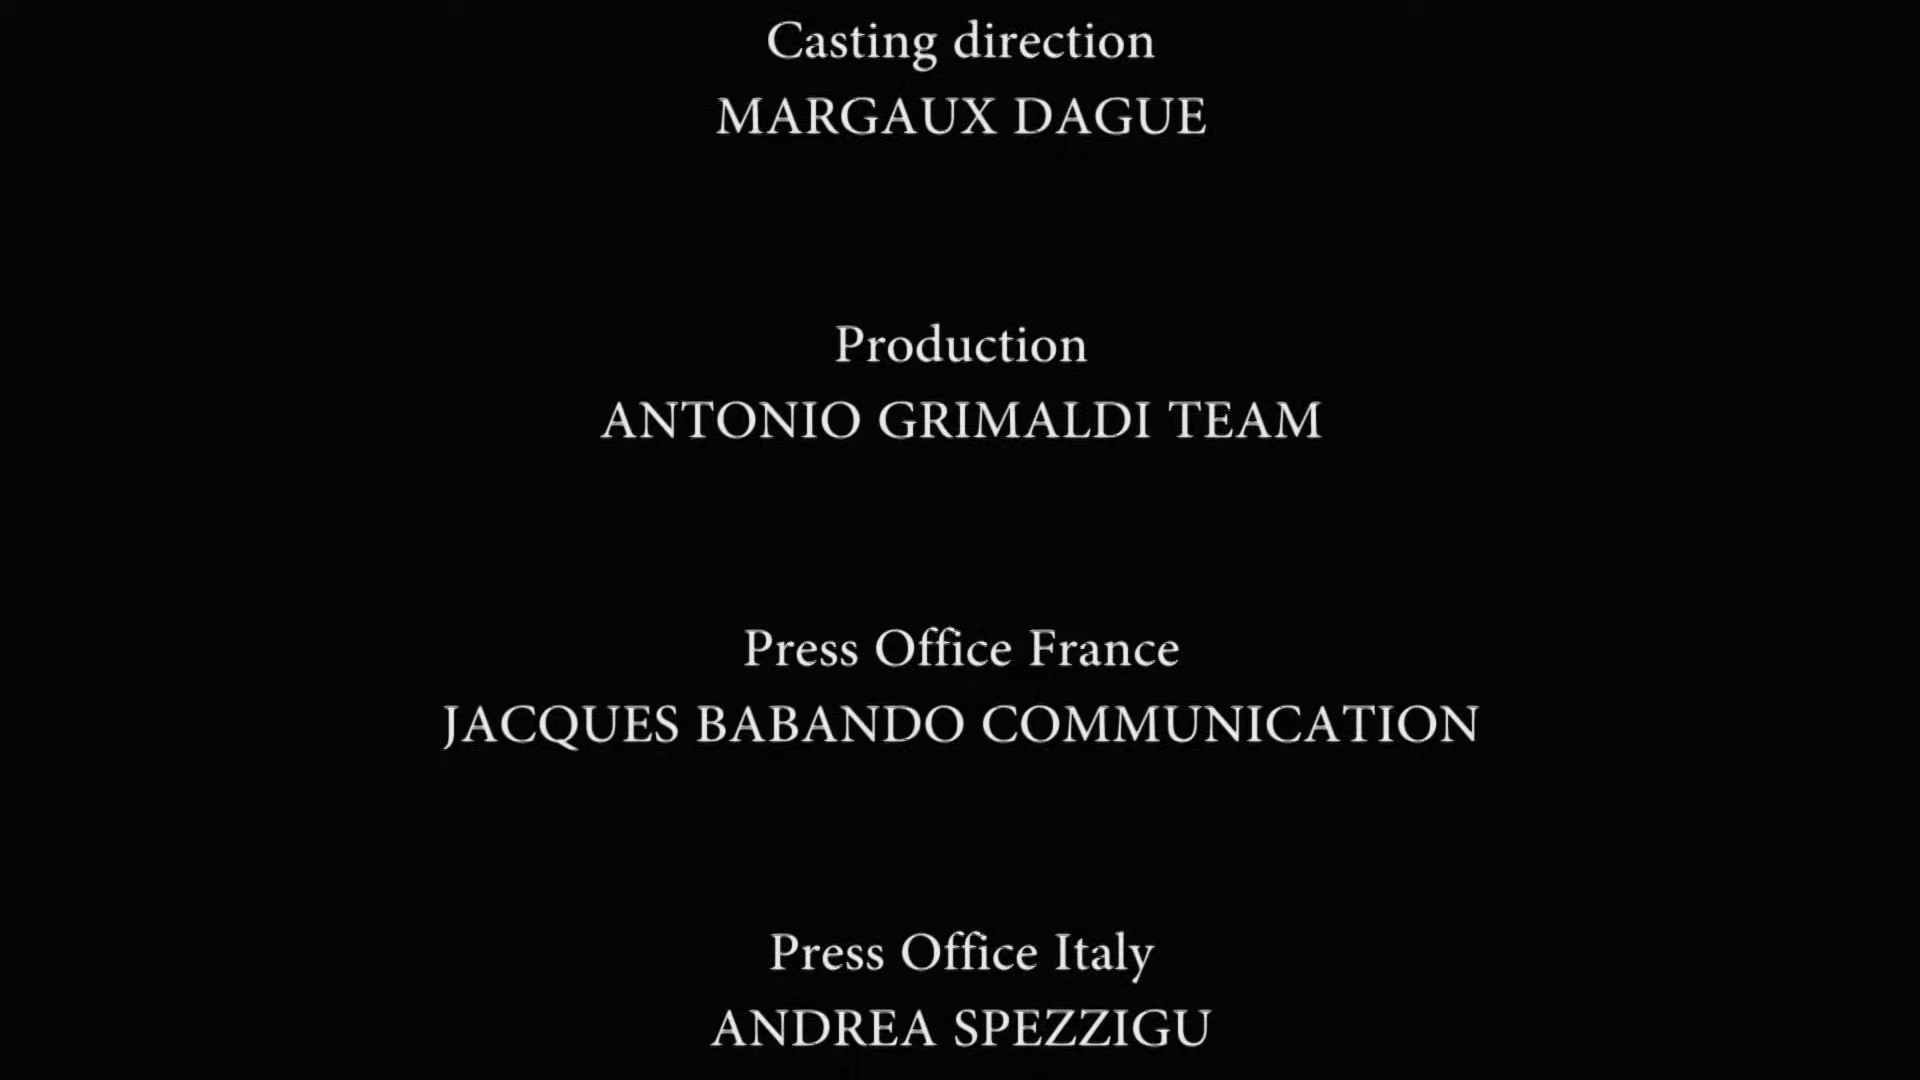 Casting direction
MARGAUX DAGUE
Production
ANTONIO GRIMALDI TEAM
Press Office France
JACQUES BABANDO COMMUNICATION
Press Office Italy
ANDREA SPEZZIGU